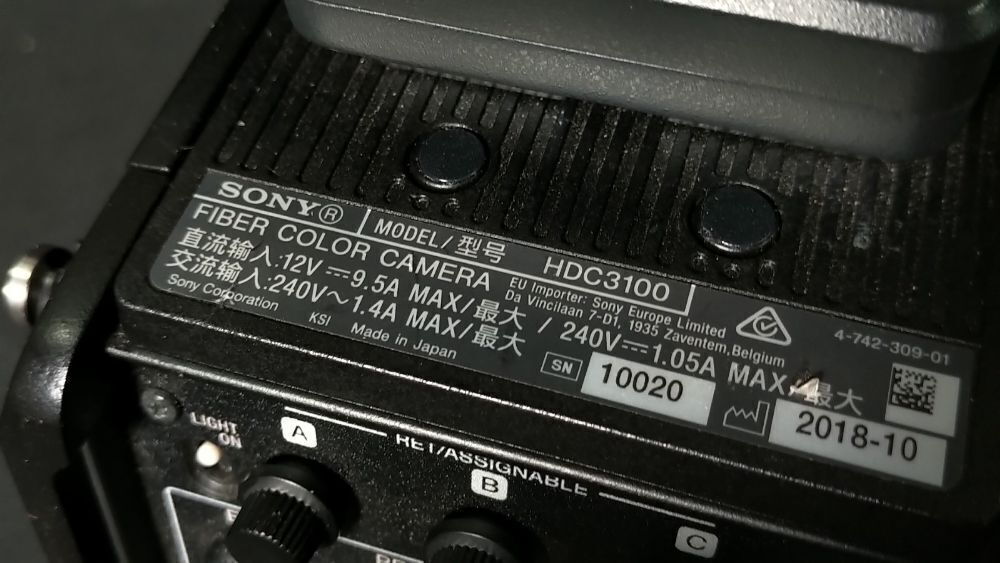 SONY®
MODEL/型号 HDC3100
FIBER COLOR CAMERA
EU Importer: Sony Europe Limited
Da Vincilaan 7-D1, 1935 Zaventem, Belgium
直流输入:12V⎓9.5A MAX/最大 / 240V⎓1.05A MAX/最大
交流输入:240V～1.4A MAX/最大
Sony Corporation KSI Made in Japan
4-742-309-01
SN 10020
2018-10
LIGHT
ON
RET/ASSIGNABLE
A
B
C